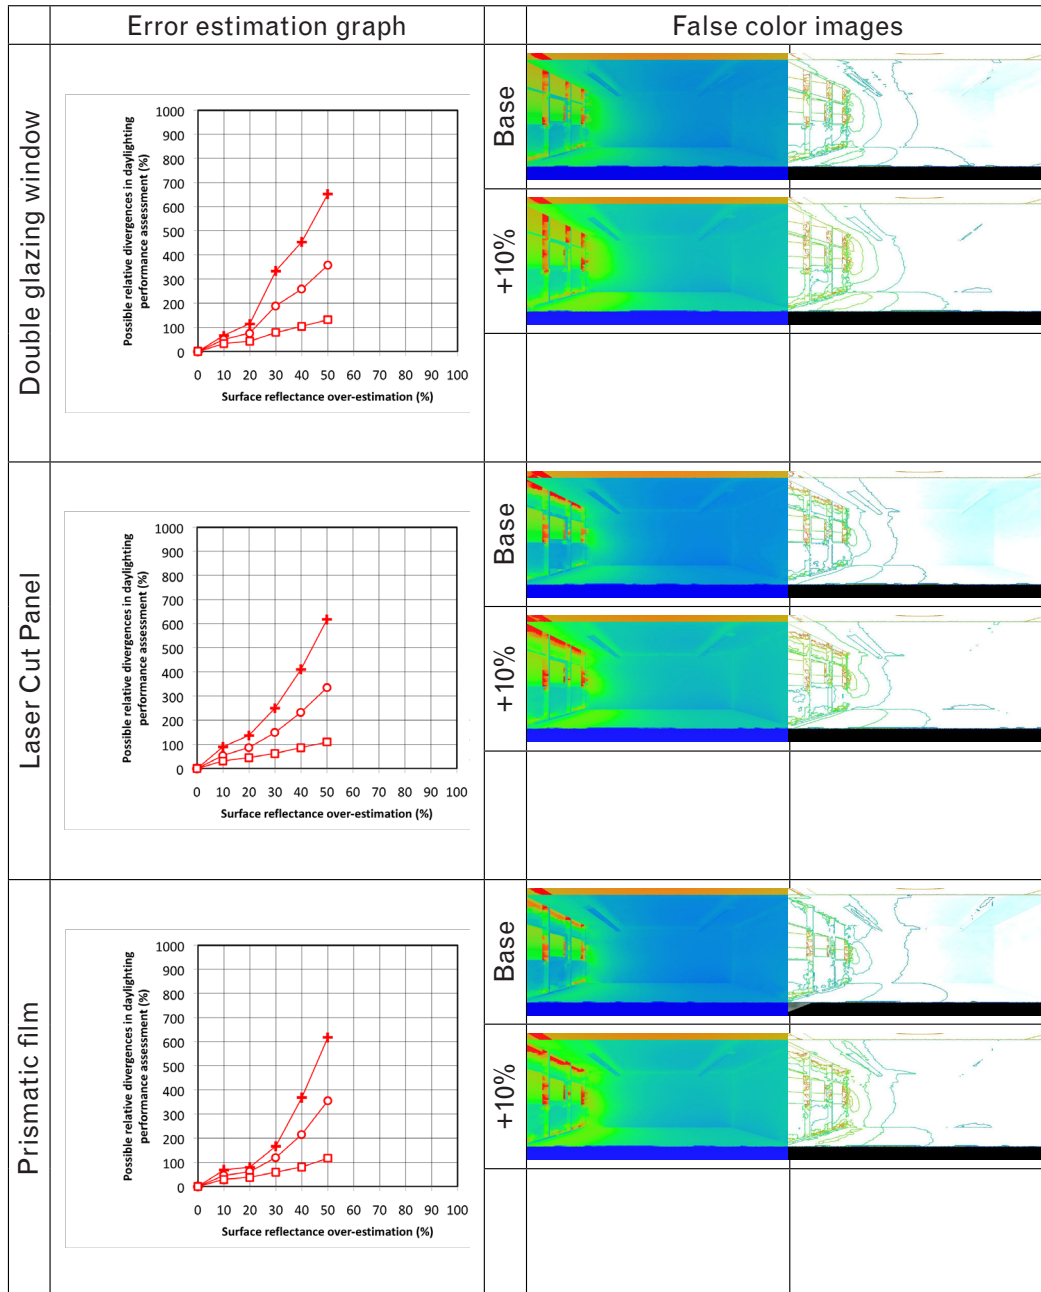 Error estimation graph
False color images
Double glazing window
Possible relative divergences in daylighting
performance assessment (%)
1000
900
800
700
600
500
400
300
200
100
0
0 10 20 30 40 50 60 70 80 90 100
Surface reflectance over-estimation (%)
Base
+10%
Laser Cut Panel
Possible relative divergences in daylighting
performance assessment (%)
1000
900
800
700
600
500
400
300
200
100
0
0 10 20 30 40 50 60 70 80 90 100
Surface reflectance over-estimation (%)
Base
+10%
Prismatic film
Possible relative divergences in daylighting
performance assessment (%)
1000
900
800
700
600
500
400
300
200
100
0
0 10 20 30 40 50 60 70 80 90 100
Surface reflectance over-estimation (%)
Base
+10%